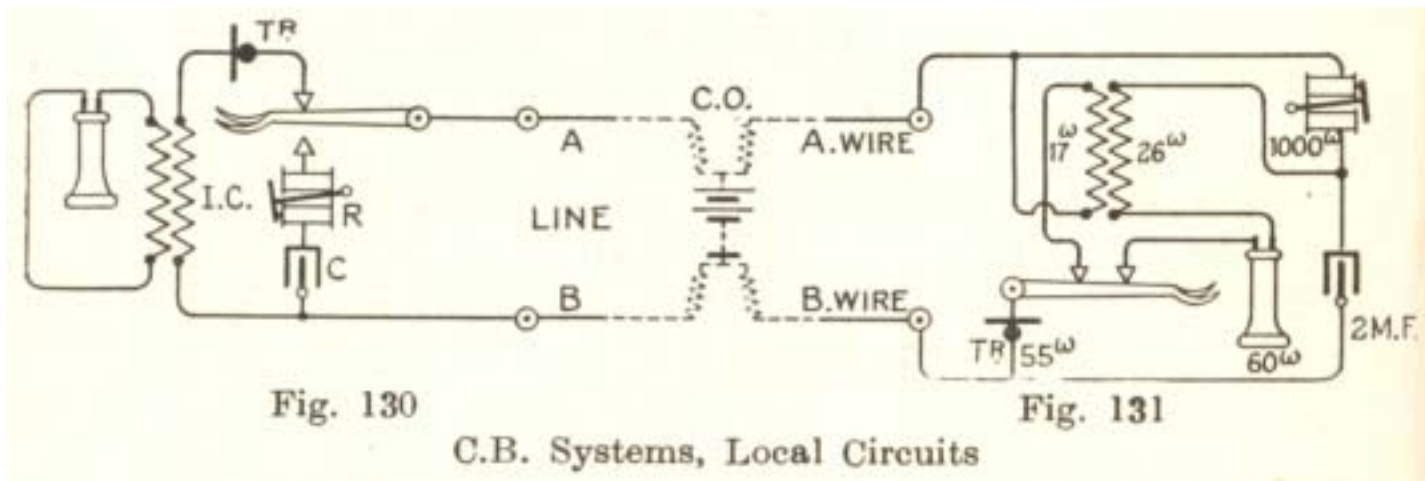 TR
C.O.
A
A.WIRE
17ω
26ω
1000ω
I.C.
R
LINE
C
B
B.WIRE
TR
55ω
60ω
2M.F.
Fig. 130
Fig. 131
C.B. Systems, Local Circuits